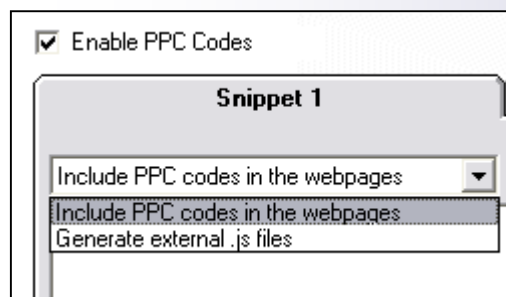 Enable PPC Codes
Snippet 1
Include PPC codes in the webpages
Include PPC codes in the webpages
Generate external .js files